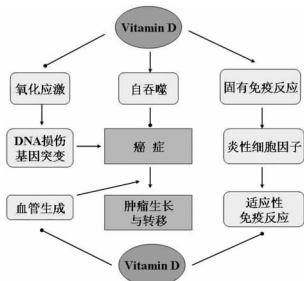 Vitamin D
氧化应激
自吞噬
固有免疫反应
DNA损伤
基因突变
癌 症
炎性细胞因子
血管生成
肿瘤生长
与转移
适应性
免疫反应
Vitamin D